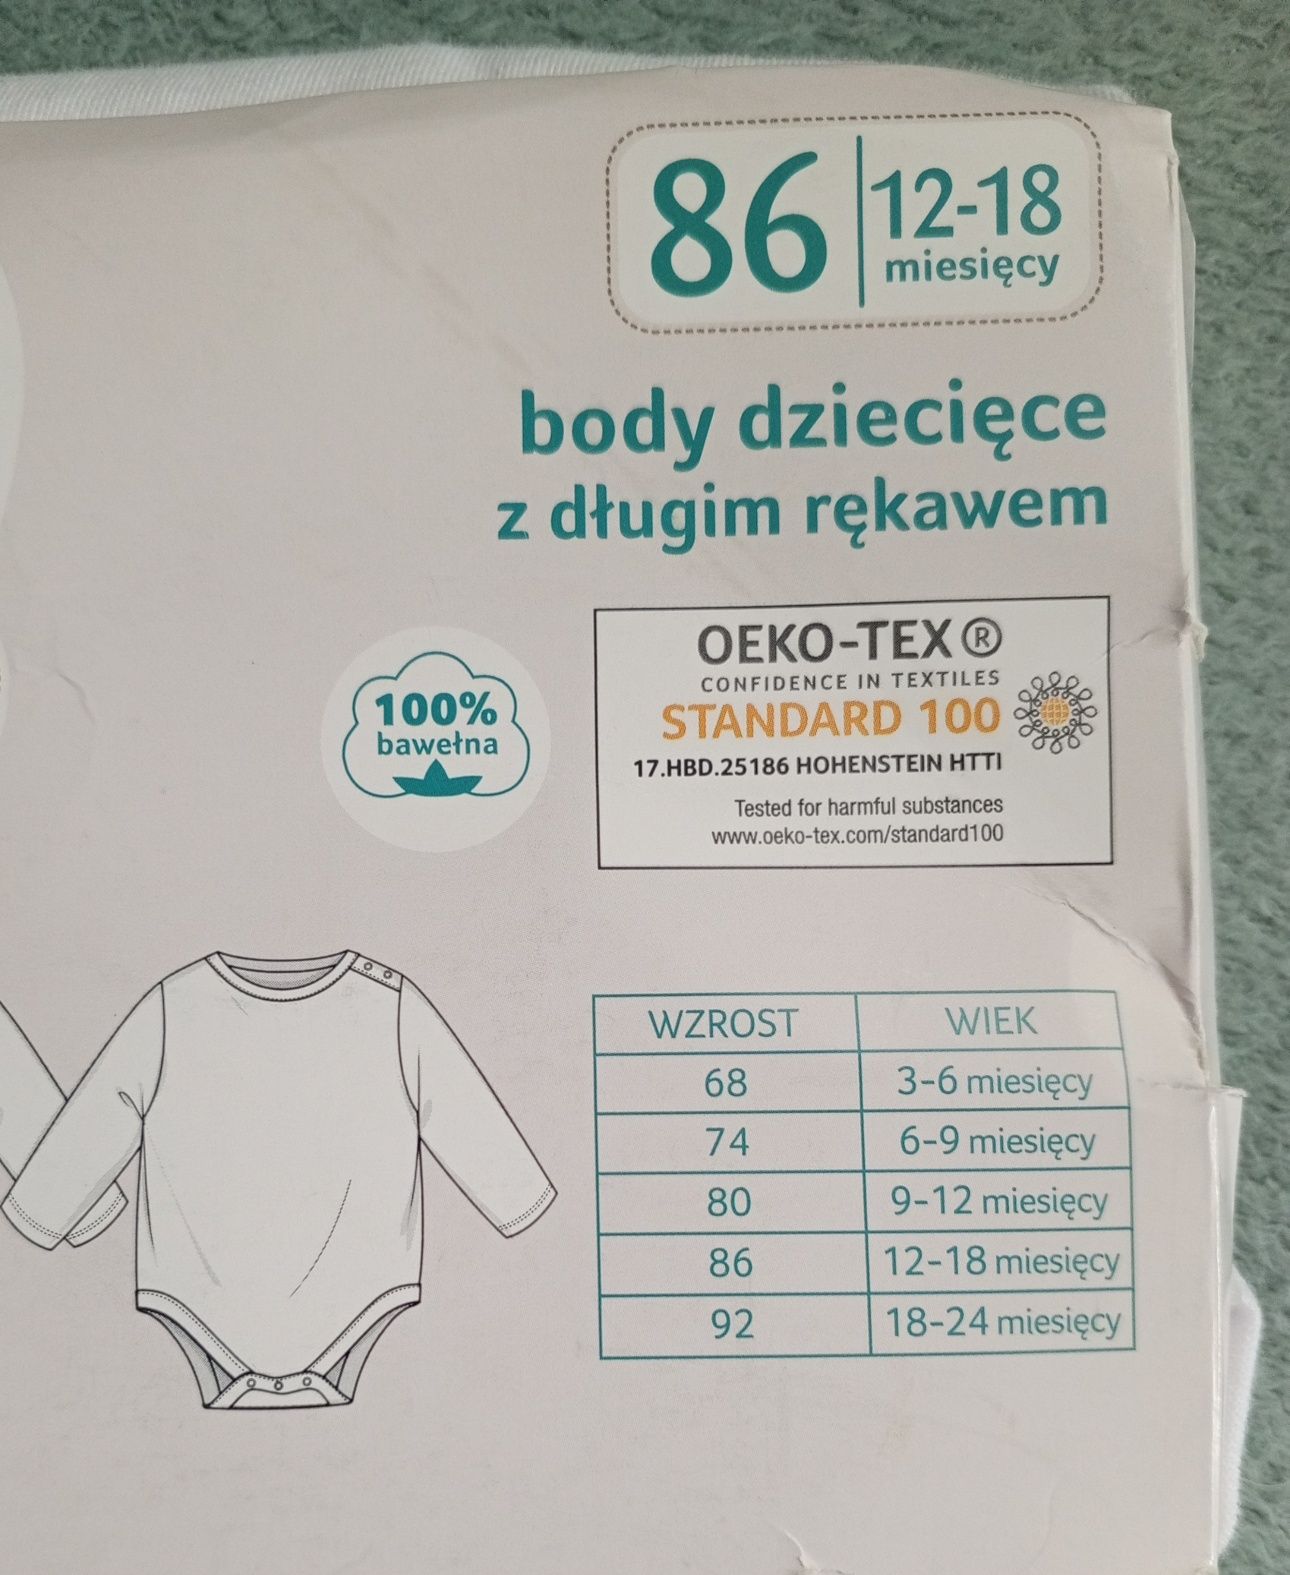 86
12-18
miesięcy
body dziecięce
z długim rękawem
100%
bawełna
OEKO-TEX®
CONFIDENCE IN TEXTILES
STANDARD 100
17.HBD.25186 HOHENSTEIN HTTI
Tested for harmful substances
www.oeko-tex.com/standard100
WZROST WIEK
68 3-6 miesięcy
74 6-9 miesięcy
80 9-12 miesięcy
86 12-18 miesięcy
92 18-24 miesięcy